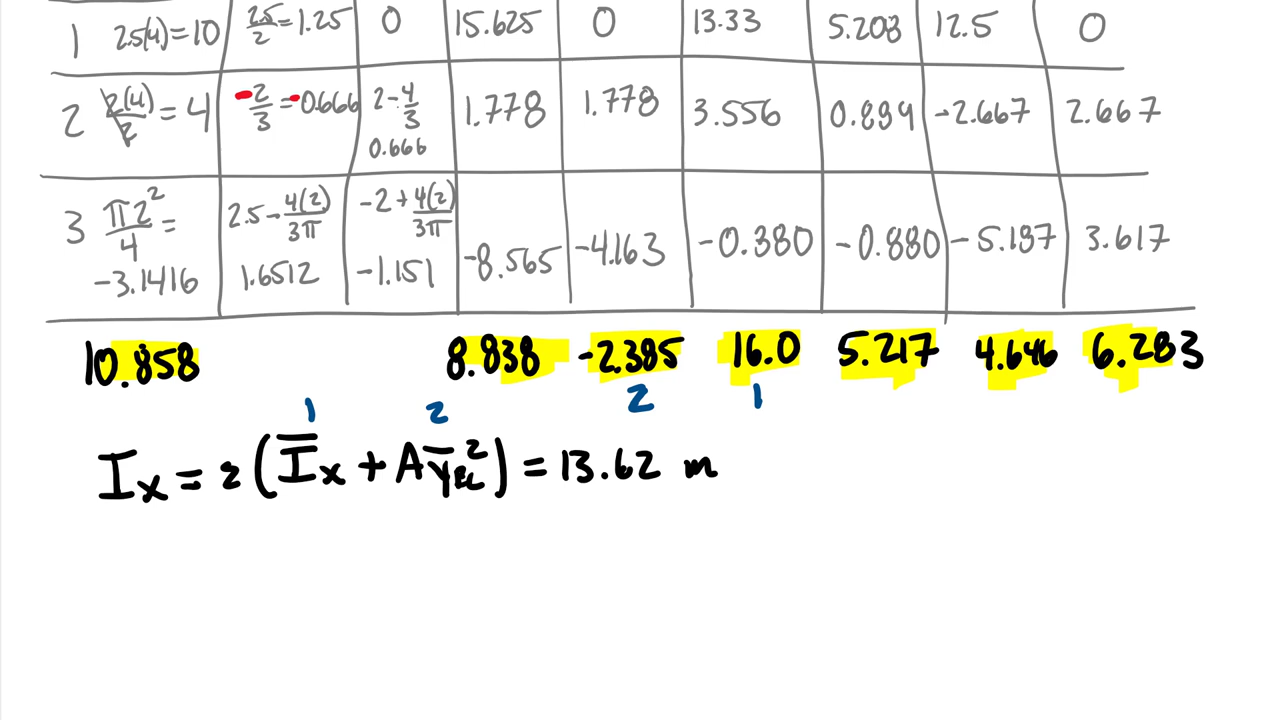 1 2.5(4)=10 2.5/2=1.25 0 15.625 0 13.33 5.208 12.5 0
2 2(4)/2=4 -2/3=-0.666 2-4/3 1.778 1.778 3.556 0.889 -2.667 2.667
0.666
3 π2²/4= 2.5-4(2)/3π -2+4(2)/3π
-3.1416 1.6512 -1.151 -8.565 -4.163 -0.380 -0.880 -5.187 3.617
10.858 8.838 -2.385 16.0 5.217 4.646 6.283
1 2 2 1
Ix = 2(I̅x + Ay̅EL²) = 13.62 m